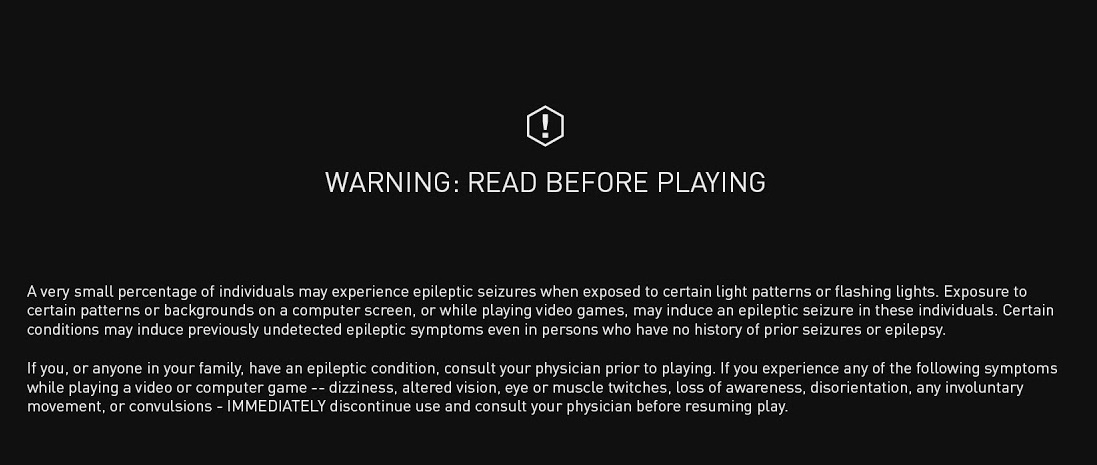 WARNING: READ BEFORE PLAYING
A very small percentage of individuals may experience epileptic seizures when exposed to certain light patterns or flashing lights. Exposure to
certain patterns or backgrounds on a computer screen, or while playing video games, may induce an epileptic seizure in these individuals. Certain
conditions may induce previously undetected epileptic symptoms even in persons who have no history of prior seizures or epilepsy.
If you, or anyone in your family, have an epileptic condition, consult your physician prior to playing. If you experience any of the following symptoms
while playing a video or computer game -- dizziness, altered vision, eye or muscle twitches, loss of awareness, disorientation, any involuntary
movement, or convulsions - IMMEDIATELY discontinue use and consult your physician before resuming play.